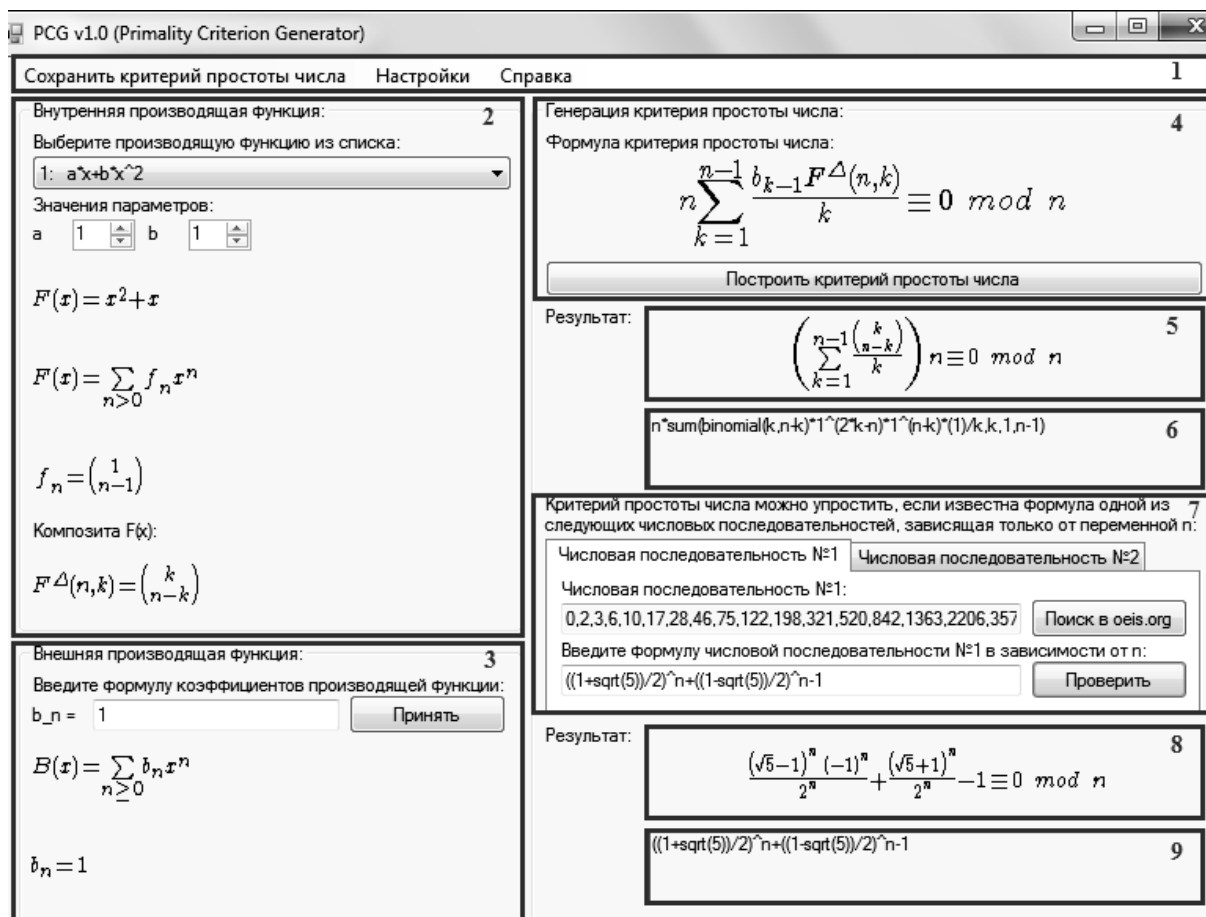 PCG v1.0 (Primality Criterion Generator)
Сохранить критерий простоты числа Настройки Справка 1
Внутренняя производящая функция: 2
Выберите производящую функцию из списка:
1: a*x+b*x^2
Значения параметров:
a 1 b 1
F(x)=x²+x
F(x)=∑_{n>0} f_n x^n
f_n=(1 n−1)
Композита F(x):
F^Δ(n,k)=(k n−k)
Внешняя производящая функция: 3
Введите формулу коэффициентов производящей функции:
b_n = 1 Принять
B(x)=∑_{n≥0} b_n x^n
b_n=1
Генерация критерия простоты числа: 4
Формула критерия простоты числа:
n ∑_{k=1}^{n−1} b_{k−1}F^Δ(n,k)/k ≡ 0 mod n
Построить критерий простоты числа
Результат: 5
(∑_{k=1}^{n−1} (k n−k)/k) n≡0 mod n
n*sum(binomial(k,n-k)*1^(2*k-n)*1^(n-k)*(1)/k,k,1,n-1) 6
Критерий простоты числа можно упростить, если известна формула одной из 7
следующих числовых последовательностей, зависящая только от переменной n:
Числовая последовательность №1 Числовая последовательность №2
Числовая последовательность №1:
0,2,3,6,10,17,28,46,75,122,198,321,520,842,1363,2206,357 Поиск в oeis.org
Введите формулу числовой последовательности №1 в зависимости от n:
((1+sqrt(5))/2)^n+((1-sqrt(5))/2)^n-1 Проверить
Результат: 8
(√5−1)^n (−1)^n/2^n+(√5+1)^n/2^n−1≡0 mod n
((1+sqrt(5))/2)^n+((1-sqrt(5))/2)^n-1 9